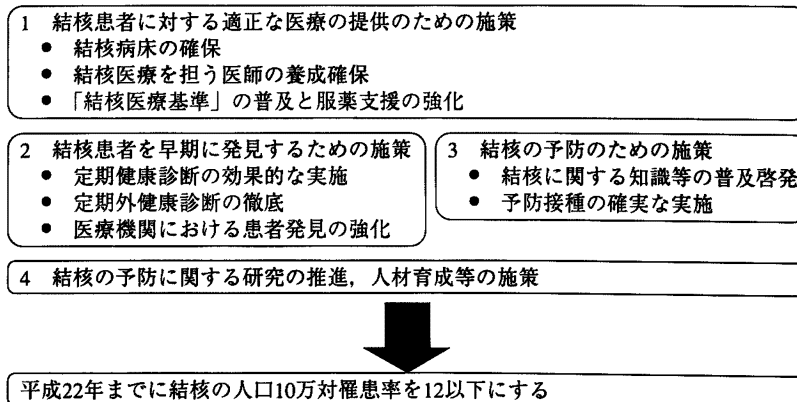 1 結核患者に対する適正な医療の提供のための施策
● 結核病床の確保
● 結核医療を担う医師の養成確保
● 「結核医療基準」の普及と服薬支援の強化
2 結核患者を早期に発見するための施策
● 定期健康診断の効果的な実施
● 定期外健康診断の徹底
● 医療機関における患者発見の強化
3 結核の予防のための施策
● 結核に関する知識等の普及啓発
● 予防接種の確実な実施
4 結核の予防に関する研究の推進，人材育成等の施策
平成22年までに結核の人口10万対罹患率を12以下にする